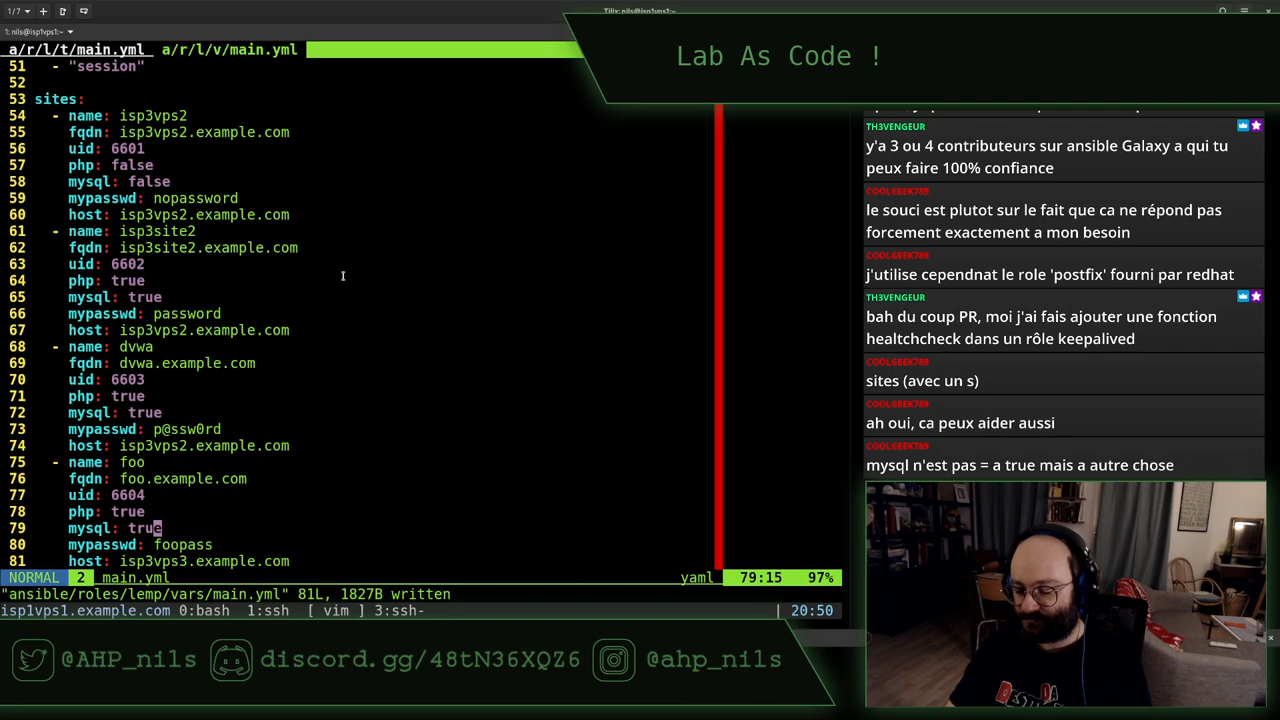 1/7
Tilix: nils@isp1vps1:~
1: nils@isp1vps1:~
a/r/l/t/main.yml a/r/l/v/main.yml
51 - "session"
52
53 sites:
54 - name: isp3vps2
55 fqdn: isp3vps2.example.com
56 uid: 6601
57 php: false
58 mysql: false
59 mypasswd: nopassword
60 host: isp3vps2.example.com
61 - name: isp3site2
62 fqdn: isp3site2.example.com
63 uid: 6602
64 php: true
65 mysql: true
66 mypasswd: password
67 host: isp3vps2.example.com
68 - name: dvwa
69 fqdn: dvwa.example.com
70 uid: 6603
71 php: true
72 mysql: true
73 mypasswd: p@ssw0rd
74 host: isp3vps2.example.com
75 - name: foo
76 fqdn: foo.example.com
77 uid: 6604
78 php: true
79 mysql: true
80 mypasswd: foopass
81 host: isp3vps3.example.com
NORMAL 2 main.yml yaml 79:15 97%
"ansible/roles/lemp/vars/main.yml" 81L, 1827B written
isp1vps1.example.com 0:bash 1:ssh [ vim ] 3:ssh- | 20:50
Lab As Code !
TH3VENGEUR
y'a 3 ou 4 contributeurs sur ansible Galaxy a qui tu
peux faire 100% confiance
COOLGEEK789
le souci est plutot sur le fait que ca ne répond pas
forcement exactement a mon besoin
COOLGEEK789
j'utilise cependnat le role 'postfix' fourni par redhat
TH3VENGEUR
bah du coup PR, moi j'ai fais ajouter une fonction
healtchcheck dans un rôle keepalived
COOLGEEK789
sites (avec un s)
COOLGEEK789
ah oui, ca peux aider aussi
COOLGEEK789
mysql n'est pas = a true mais a autre chose
@AHP_nils discord.gg/48tN36XQZ6 @ahp_nils